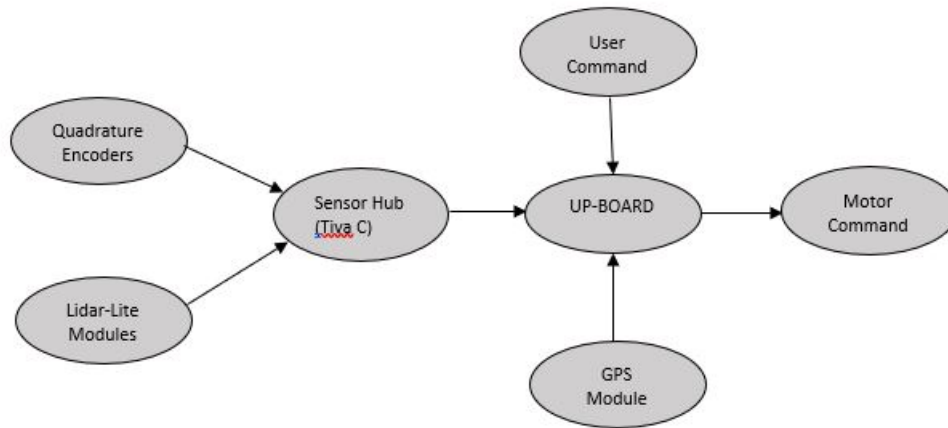 User
Command
Quadrature
Encoders
Sensor Hub
(Tiva C)
UP-BOARD
Motor
Command
Lidar-Lite
Modules
GPS
Module